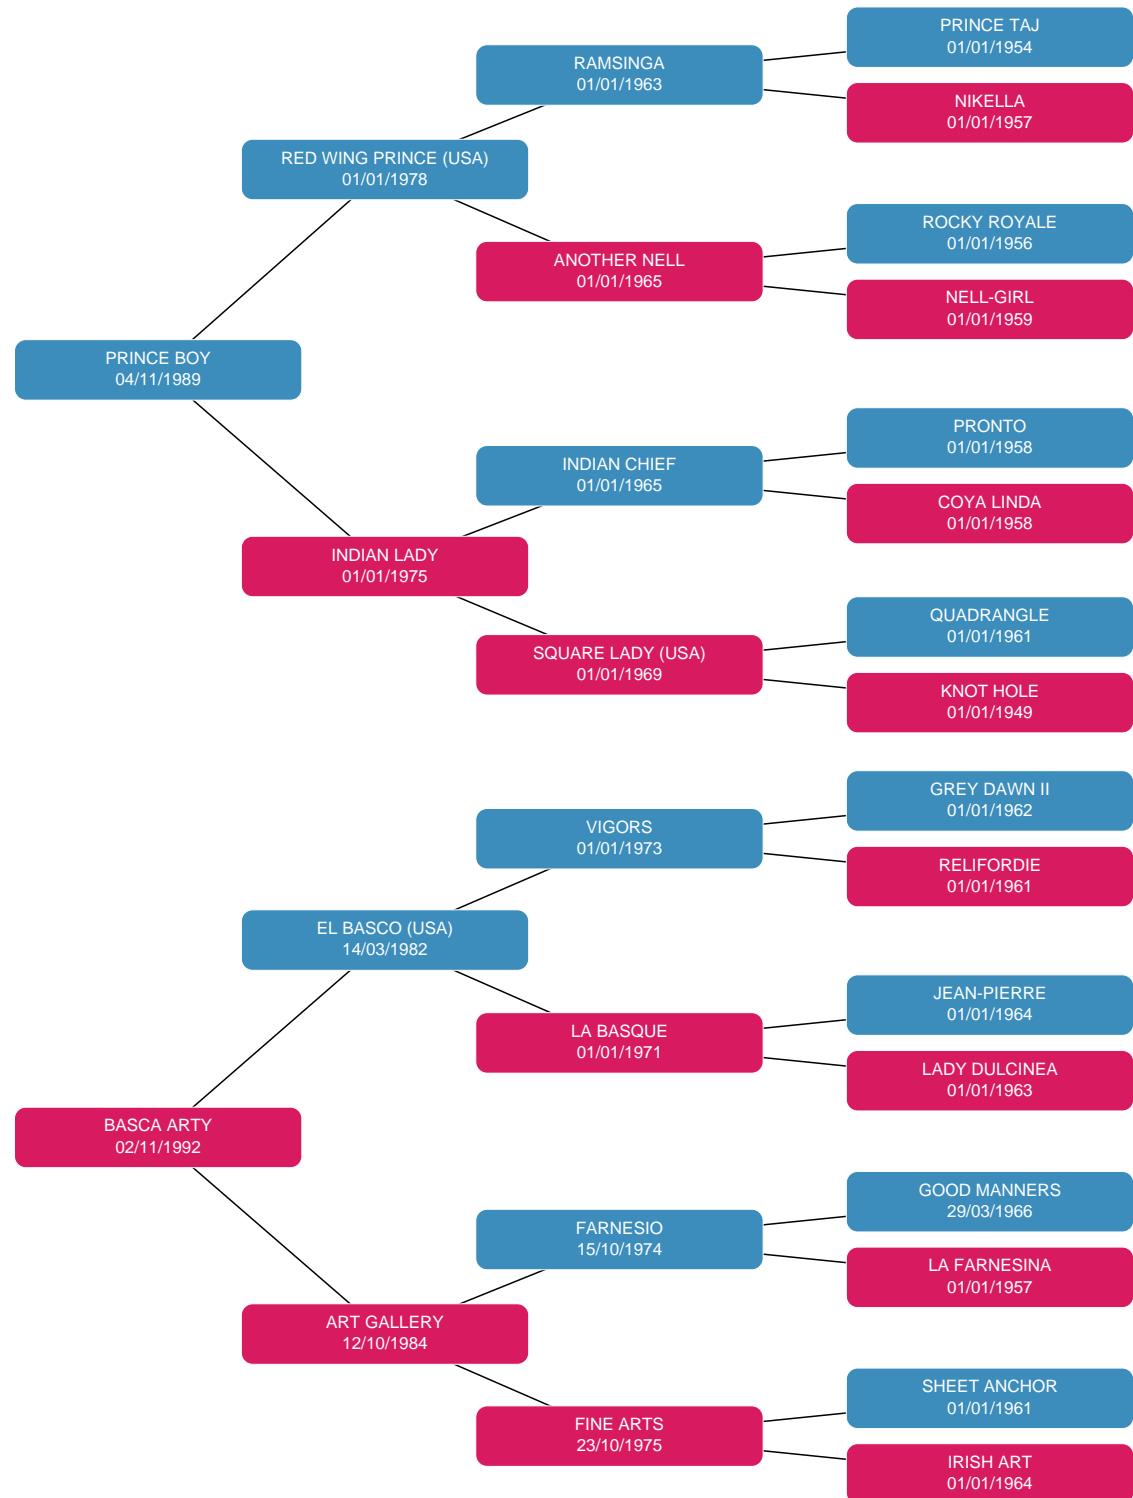 PRINCE TAJ
01/01/1954
RAMSINGA
01/01/1963
NIKELLA
01/01/1957
RED WING PRINCE (USA)
01/01/1978
ROCKY ROYALE
01/01/1956
ANOTHER NELL
01/01/1965
NELL-GIRL
01/01/1959
PRINCE BOY
04/11/1989
PRONTO
01/01/1958
INDIAN CHIEF
01/01/1965
COYA LINDA
01/01/1958
INDIAN LADY
01/01/1975
QUADRANGLE
01/01/1961
SQUARE LADY (USA)
01/01/1969
KNOT HOLE
01/01/1949
GREY DAWN II
01/01/1962
VIGORS
01/01/1973
RELIFORDIE
01/01/1961
EL BASCO (USA)
14/03/1982
JEAN-PIERRE
01/01/1964
LA BASQUE
01/01/1971
LADY DULCINEA
01/01/1963
BASCA ARTY
02/11/1992
GOOD MANNERS
29/03/1966
FARNESIO
15/10/1974
LA FARNESINA
01/01/1957
ART GALLERY
12/10/1984
SHEET ANCHOR
01/01/1961
FINE ARTS
23/10/1975
IRISH ART
01/01/1964